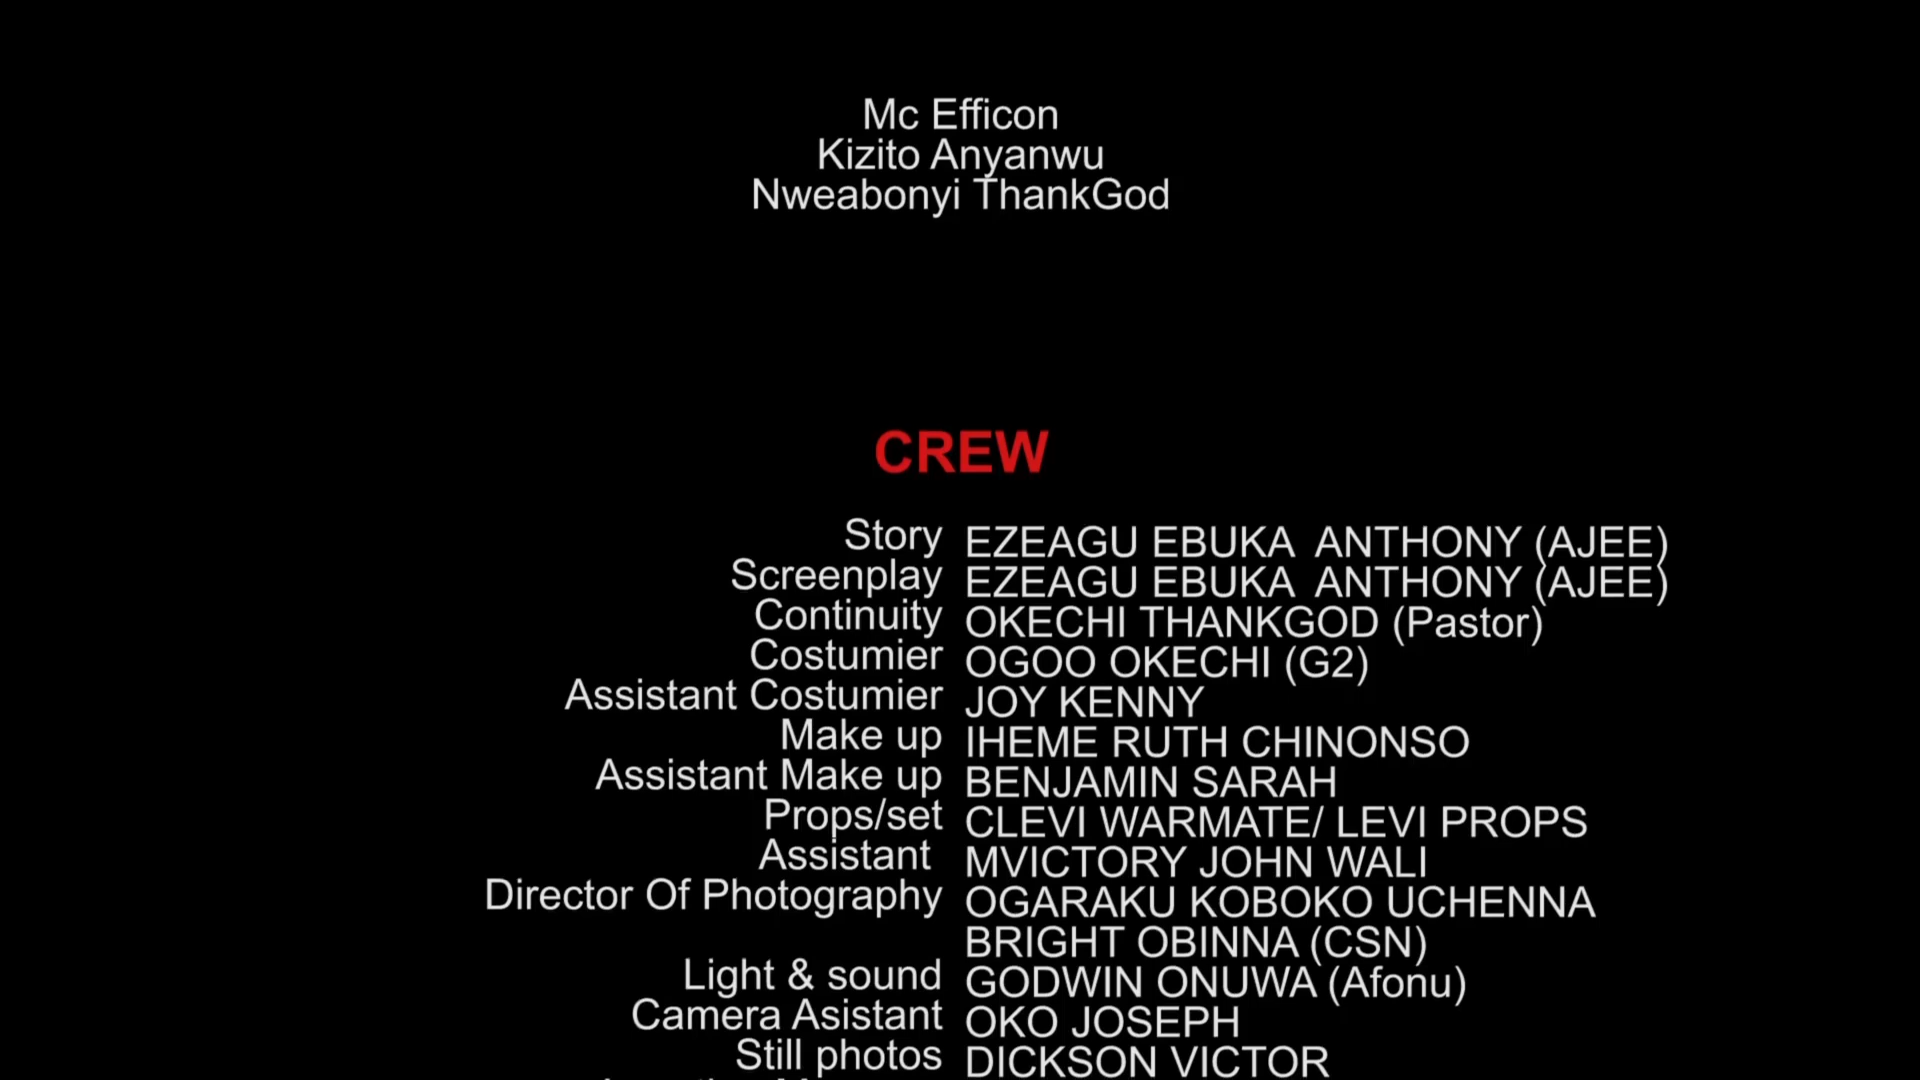 Mc Efficon
Kizito Anyanwu
Nweabonyi ThankGod
CREW
Story EZEAGU EBUKA ANTHONY (AJEE)
Screenplay EZEAGU EBUKA ANTHONY (AJEE)
Continuity OKECHI THANKGOD (Pastor)
Costumier OGOO OKECHI (G2)
Assistant Costumier JOY KENNY
Make up IHEME RUTH CHINONSO
Assistant Make up BENJAMIN SARAH
Props/set CLEVI WARMATE/ LEVI PROPS
Assistant MVICTORY JOHN WALI
Director Of Photography OGARAKU KOBOKO UCHENNA
BRIGHT OBINNA (CSN)
Light & sound GODWIN ONUWA (Afonu)
Camera Asistant OKO JOSEPH
Still photos DICKSON VICTOR